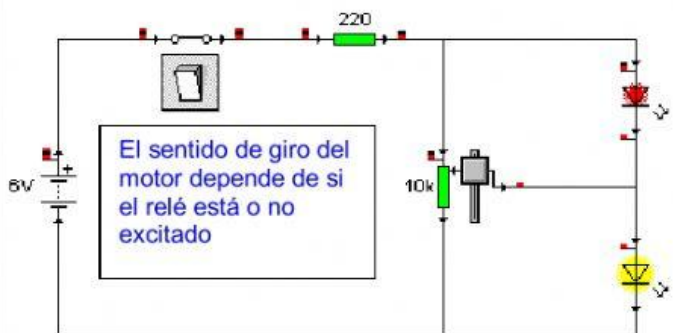 220
6V
El sentido de giro del
motor depende de si
el relé está o no
excitado
10k